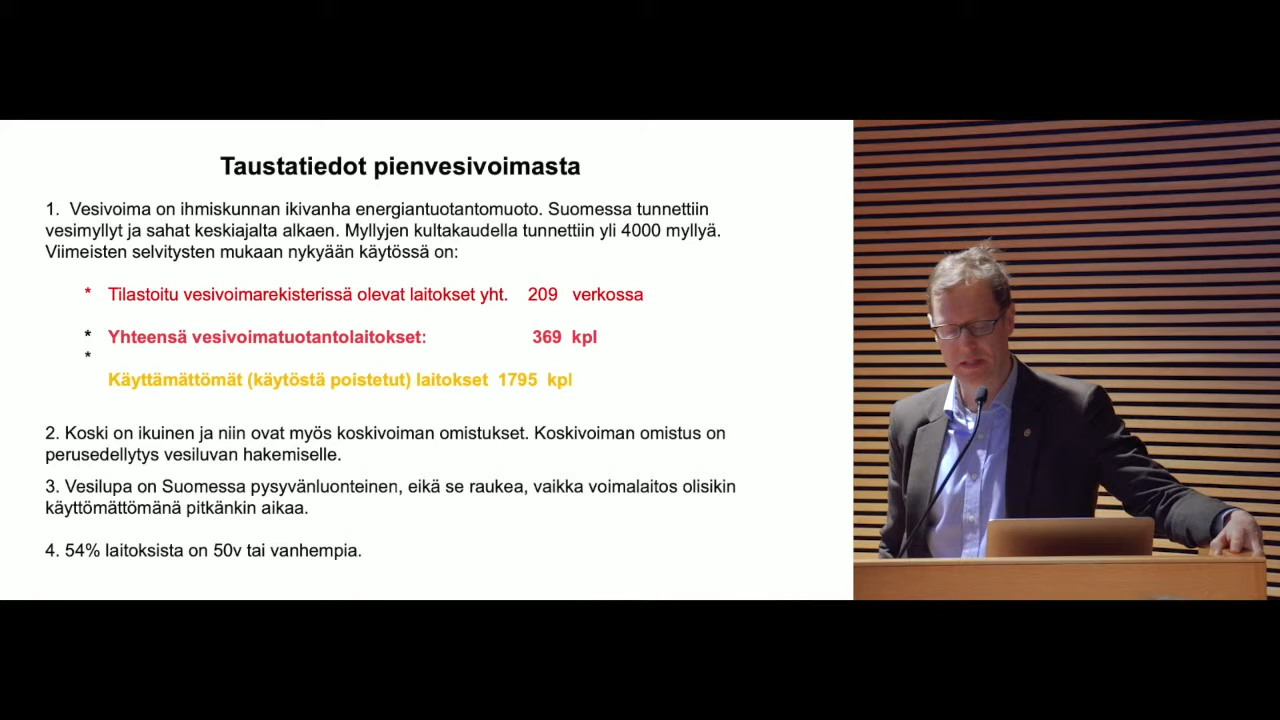 Taustatiedot pienvesivoimasta
1. Vesivoima on ihmiskunnan ikivanha energiantuotantomuoto. Suomessa tunnettiin
vesimyllyt ja sahat keskiajalta alkaen. Myllyjen kultakaudella tunnettiin yli 4000 myllyä.
Viimeisten selvitysten mukaan nykyään käytössä on:
* Tilastoitu vesivoimarekisterissä olevat laitokset yht. 209 verkossa
* Yhteensä vesivoimatuotantolaitokset: 369 kpl
*
Käyttämättömät (käytöstä poistetut) laitokset 1795 kpl
2. Koski on ikuinen ja niin ovat myös koskivoiman omistukset. Koskivoiman omistus on
perusedellytys vesiluvan hakemiselle.
3. Vesilupa on Suomessa pysyvänluonteinen, eikä se raukea, vaikka voimalaitos olisikin
käyttömättömänä pitkänkin aikaa.
4. 54% laitoksista on 50v tai vanhempia.